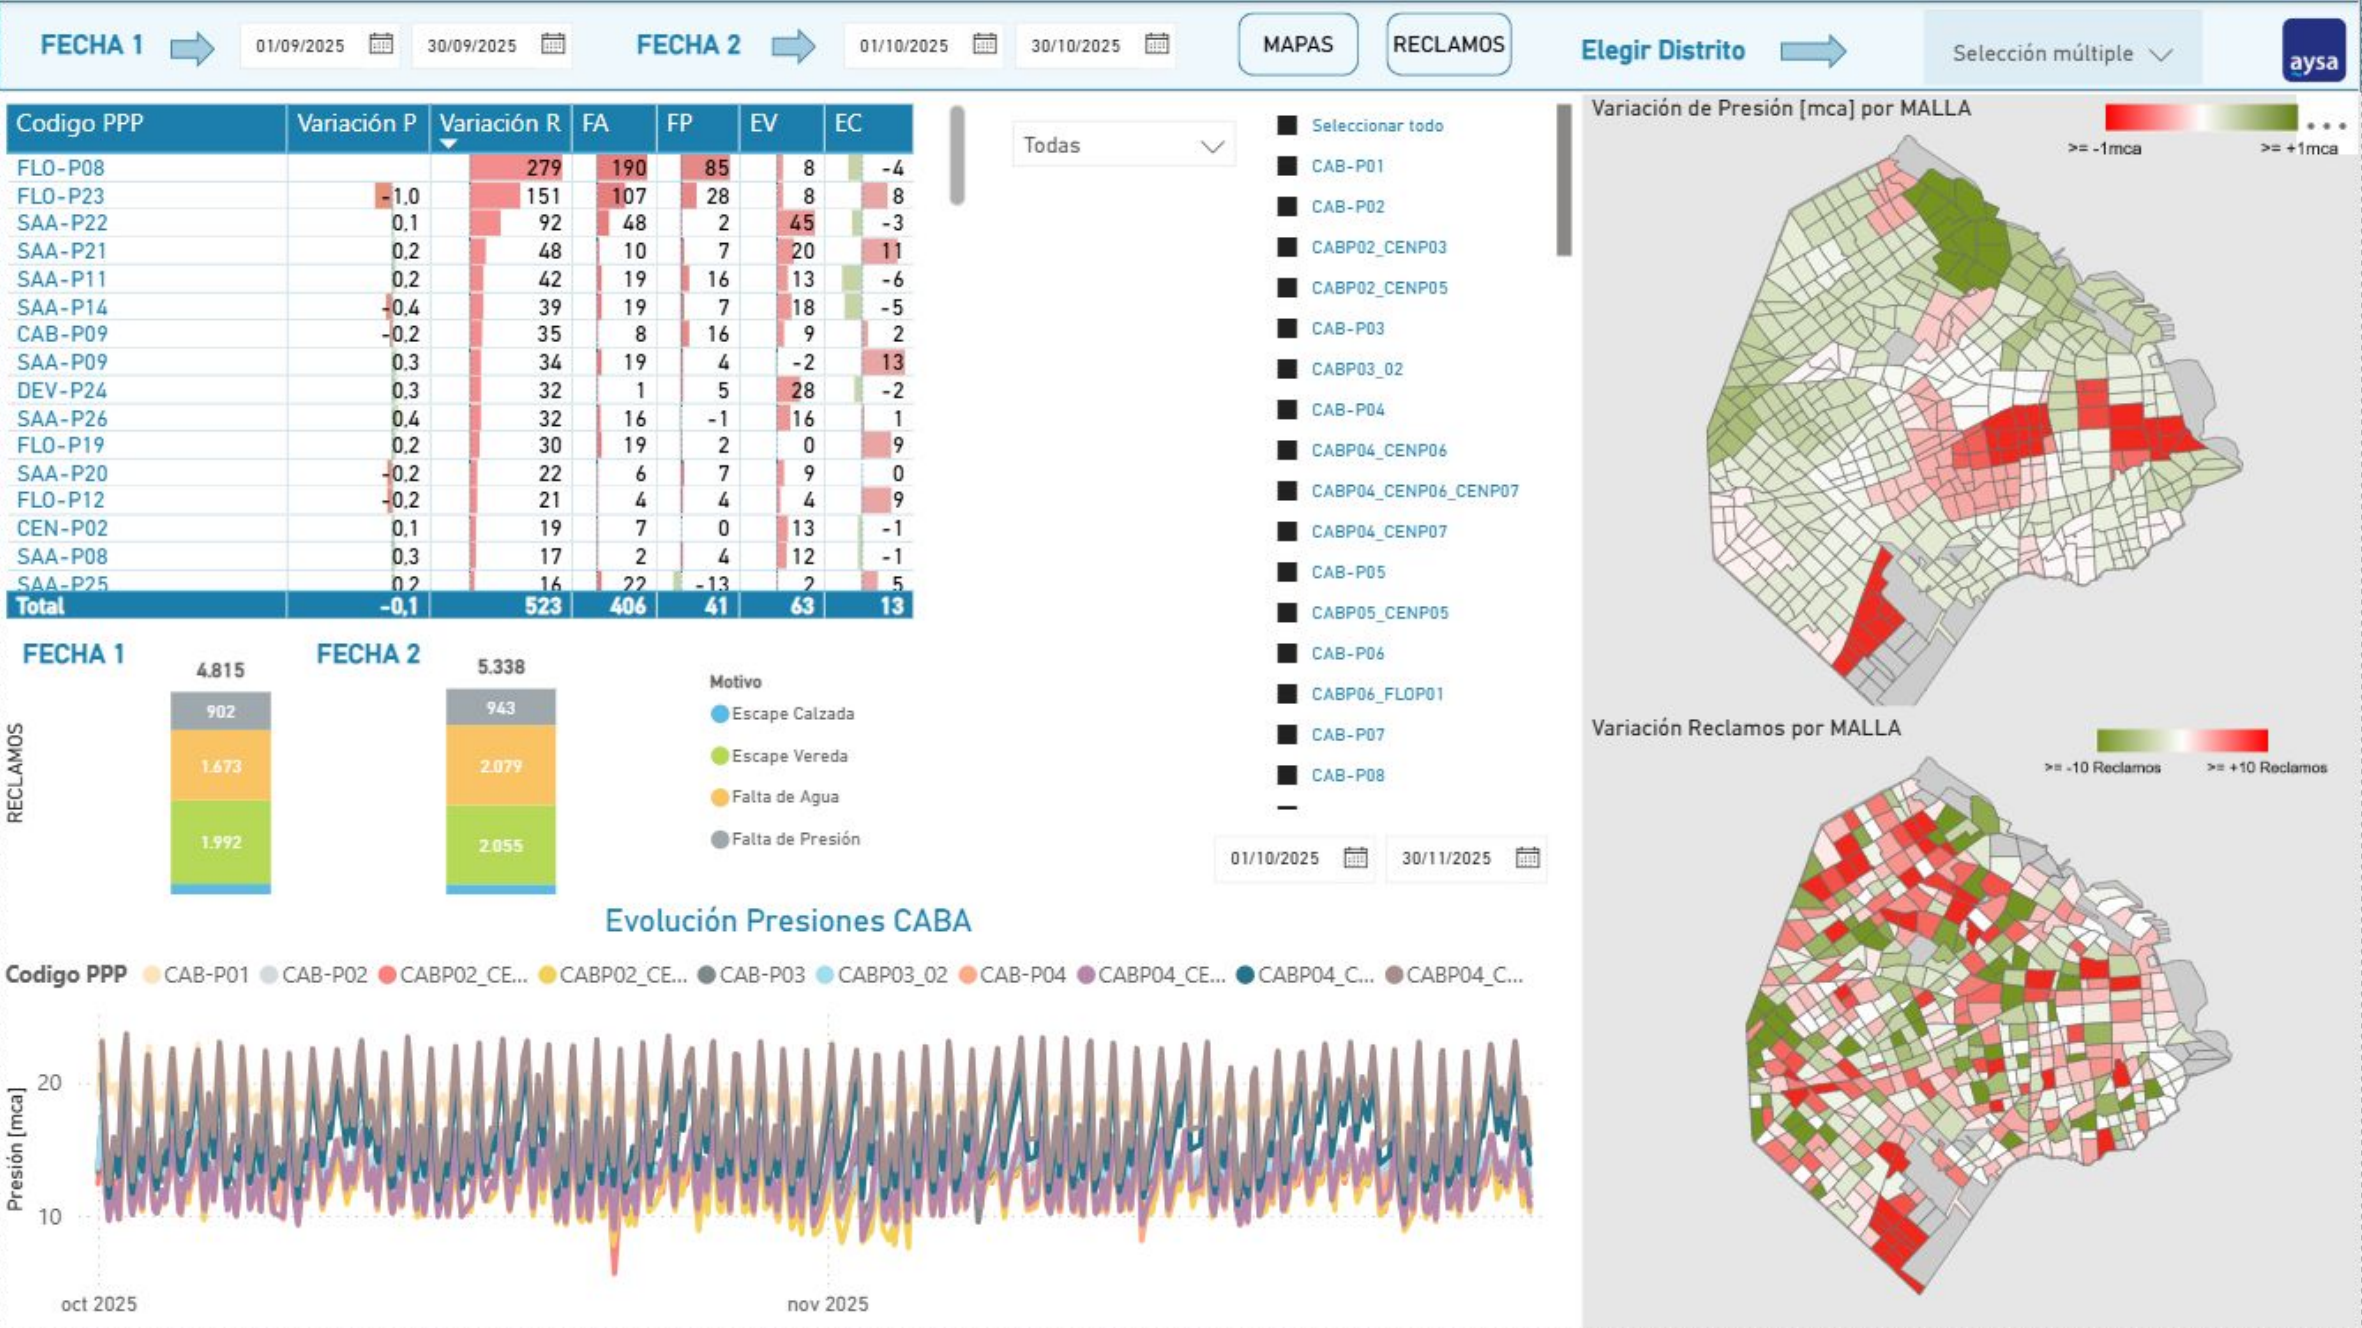 FECHA 1
01/09/2025
30/09/2025
FECHA 2
01/10/2025
30/10/2025
MAPAS
RECLAMOS
Elegir Distrito
Selección múltiple
aysa
Codigo PPP Variación P Variación R FA FP EV EC
FLO-P08 279 190 85 8 -4
FLO-P23 -1,0 151 107 28 8 8
SAA-P22 0,1 92 48 2 45 -3
SAA-P21 0,2 48 10 7 20 11
SAA-P11 0,2 42 19 16 13 -6
SAA-P14 -0,4 39 19 7 18 -5
CAB-P09 -0,2 35 8 16 9 2
SAA-P09 0,3 34 19 4 -2 13
DEV-P24 0,3 32 1 5 28 -2
SAA-P26 0,4 32 16 -1 16 1
FLO-P19 0,2 30 19 2 0 9
SAA-P20 -0,2 22 6 7 9 0
FLO-P12 -0,2 21 4 4 4 9
CEN-P02 0,1 19 7 0 13 -1
SAA-P08 0,3 17 2 4 12 -1
SAA-P25 0,2 16 22 -13 2 5
Total -0,1 523 406 41 63 13
Todas
Seleccionar todo
CAB-P01
CAB-P02
CABP02_CENP03
CABP02_CENP05
CAB-P03
CABP03_02
CAB-P04
CABP04_CENP06
CABP04_CENP06_CENP07
CABP04_CENP07
CAB-P05
CABP05_CENP05
CAB-P06
CABP06_FLOP01
CAB-P07
CAB-P08
01/10/2025
30/11/2025
Variación de Presión [mca] por MALLA
>= -1mca
>= +1mca
Variación Reclamos por MALLA
>= -10 Reclamos
>= +10 Reclamos
FECHA 1
4.815
902
1.673
1.992
FECHA 2
5.338
943
2.079
2.055
RECLAMOS
Motivo
Escape Calzada
Escape Vereda
Falta de Agua
Falta de Presión
Evolución Presiones CABA
Codigo PPP CAB-P01 CAB-P02 CABP02_CE... CABP02_CE... CAB-P03 CABP03_02 CAB-P04 CABP04_CE... CABP04_C... CABP04_C...
Presión [mca]
20
10
oct 2025
nov 2025